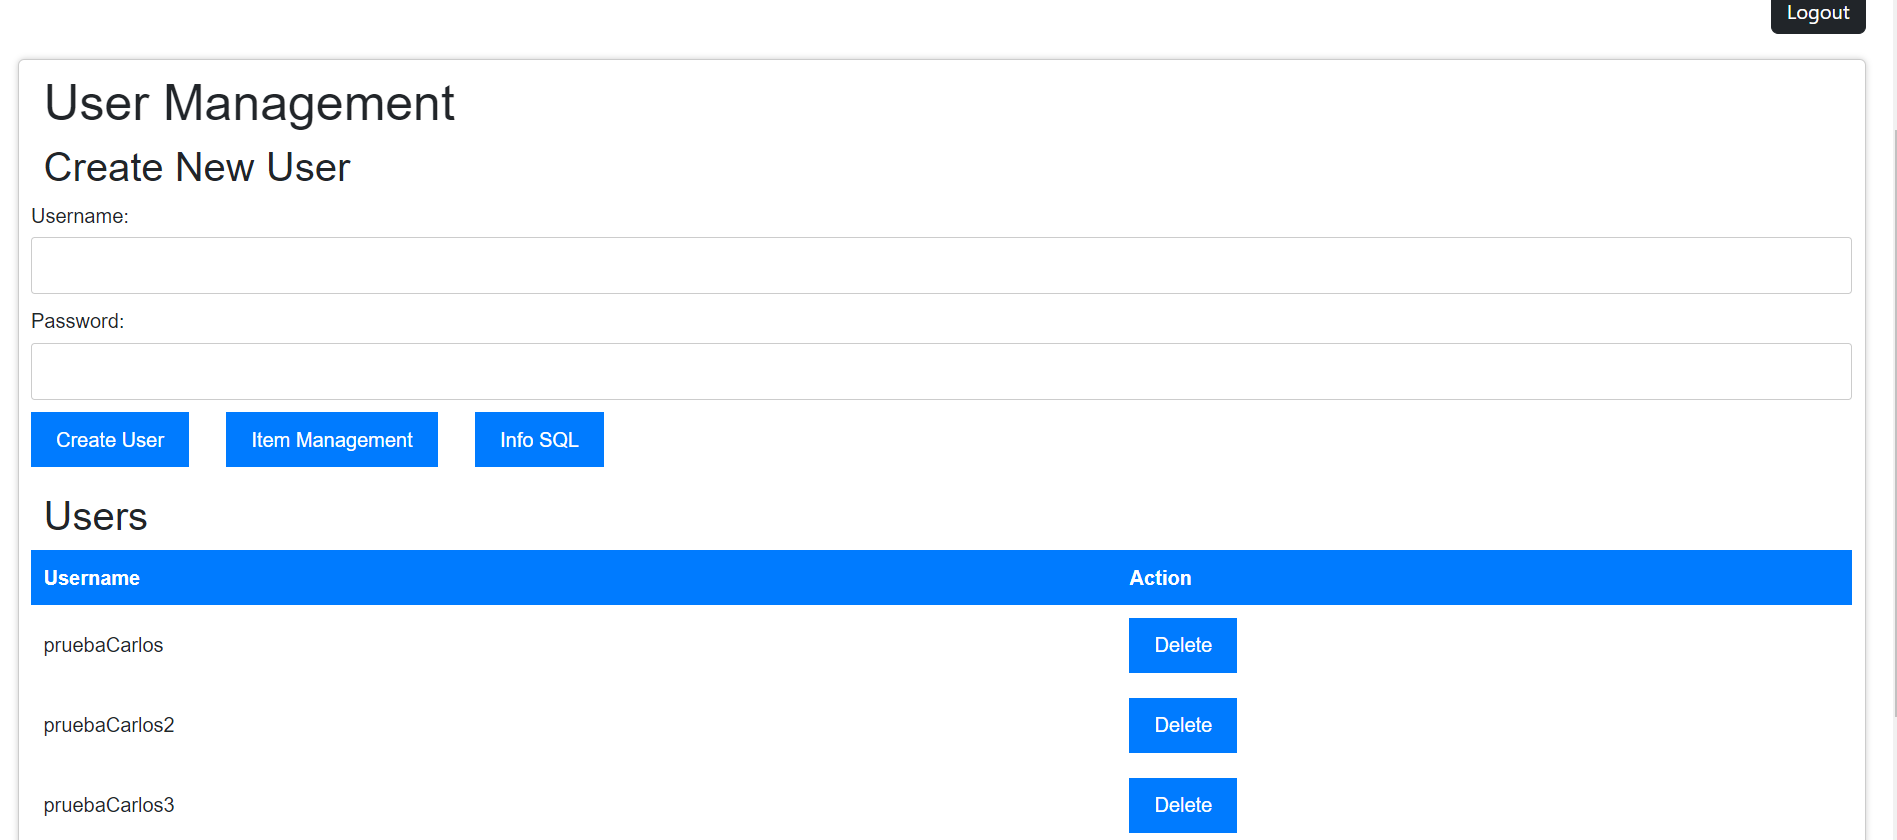 Logout
User Management
Create New User
Username:
Password:
Create User Item Management Info SQL
Users
Username Action
pruebaCarlos Delete
pruebaCarlos2 Delete
pruebaCarlos3 Delete